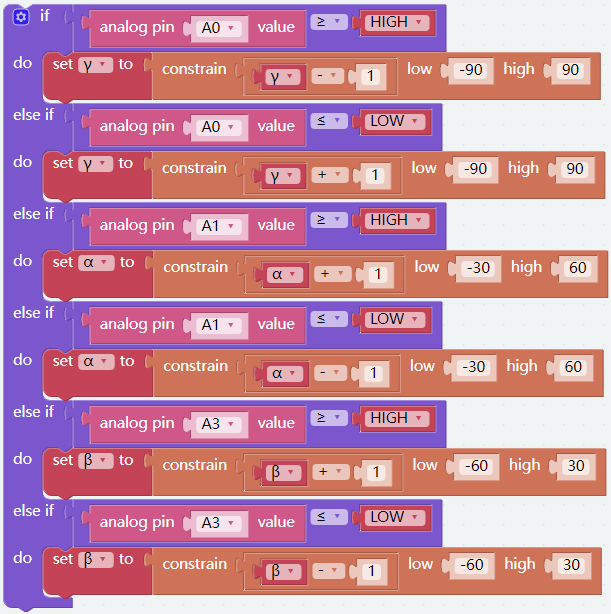 if analog pin A0 value ≥ HIGH
do set γ to constrain γ - 1 low -90 high 90
else if analog pin A0 value ≤ LOW
do set γ to constrain γ + 1 low -90 high 90
else if analog pin A1 value ≥ HIGH
do set α to constrain α + 1 low -30 high 60
else if analog pin A1 value ≤ LOW
do set α to constrain α - 1 low -30 high 60
else if analog pin A3 value ≥ HIGH
do set β to constrain β + 1 low -60 high 30
else if analog pin A3 value ≤ LOW
do set β to constrain β - 1 low -60 high 30